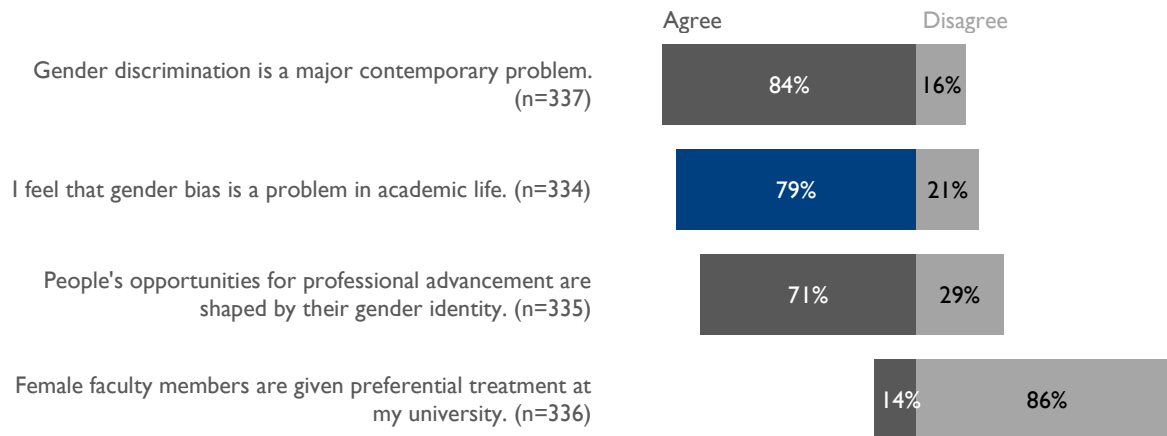 Agree Disagree
Gender discrimination is a major contemporary problem.
(n=337)
84% 16%
I feel that gender bias is a problem in academic life. (n=334)
79% 21%
People's opportunities for professional advancement are
shaped by their gender identity. (n=335)
71% 29%
Female faculty members are given preferential treatment at
my university. (n=336)
14% 86%